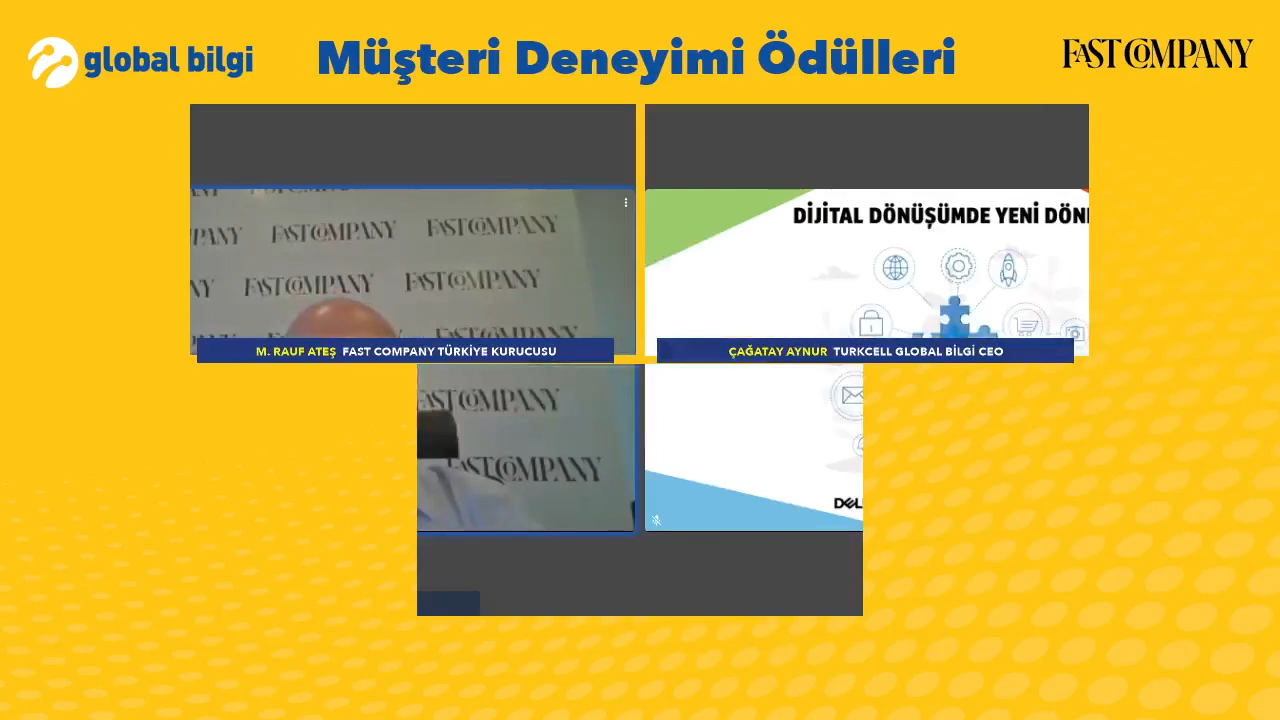 global bilgi
Müşteri Deneyimi Ödülleri
FAST COMPANY
FAST COMPANY
FAST COMPANY
FAST COMPANY
FAST COMPANY
DİJİTAL DÖNÜŞÜMDE YENİ
M. RAUF ATEŞ FAST COMPANY TÜRKİYE KURUCUSU
ÇAĞATAY AYNUR TURKCELL GLOBAL BİLGİ CEO
FAST COMPANY
FAST COMPANY